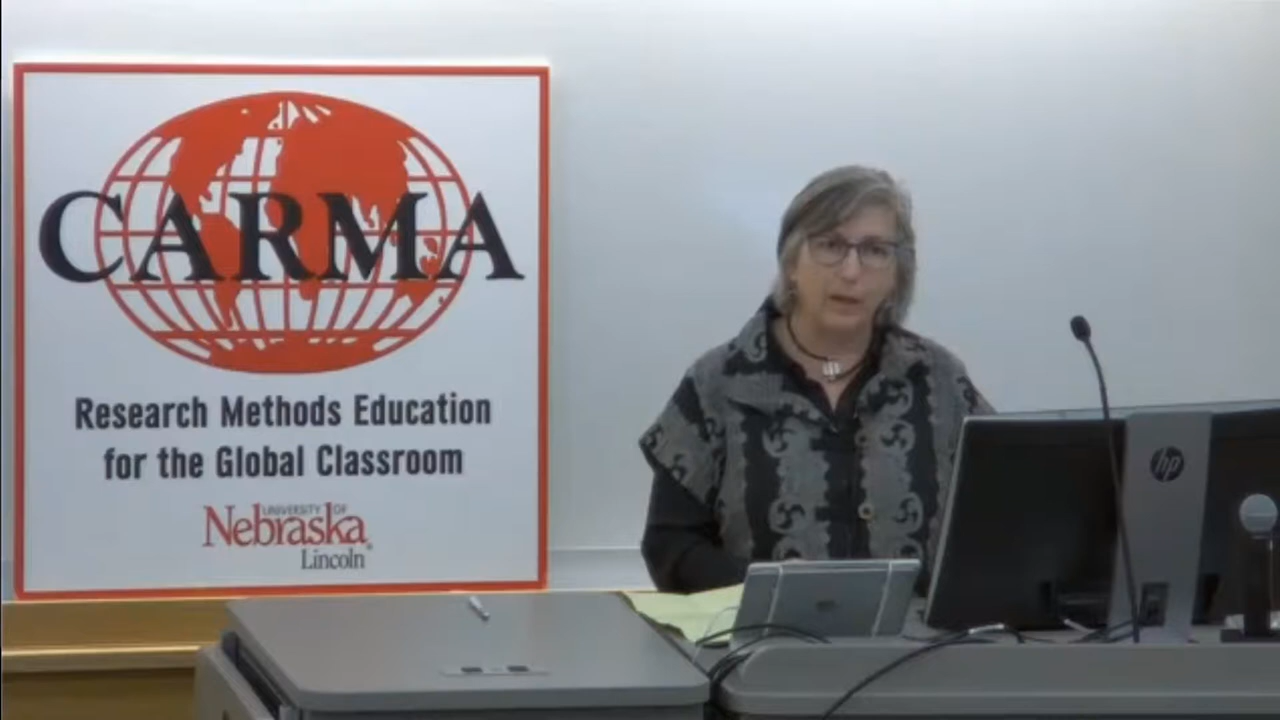 CARMA
Research Methods Education
for the Global Classroom
UNIVERSITY OF
Nebraska
Lincoln
hp